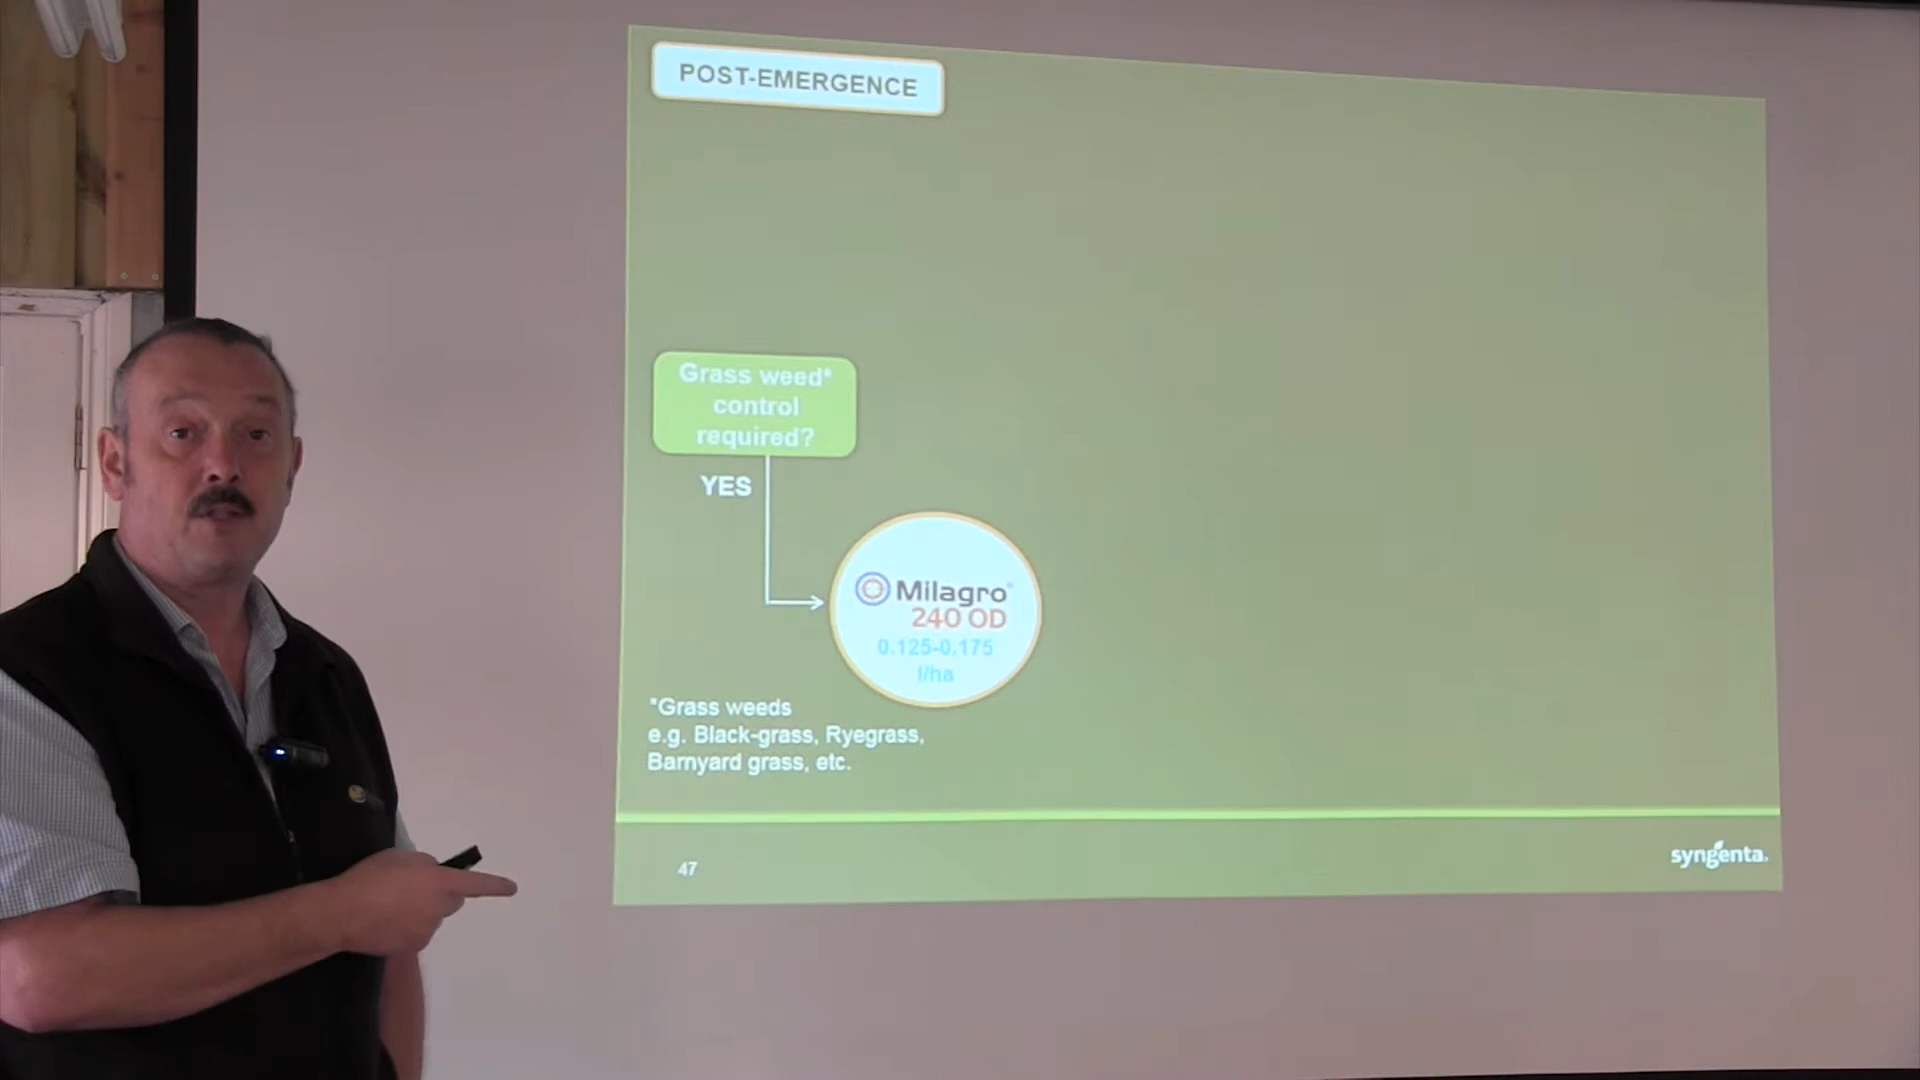 POST-EMERGENCE
Grass weed*
control
required?
YES
Milagro®
240 OD
0.125-0.175
l/ha
*Grass weeds
e.g. Black-grass, Ryegrass,
Barnyard grass, etc.
47
syngenta.